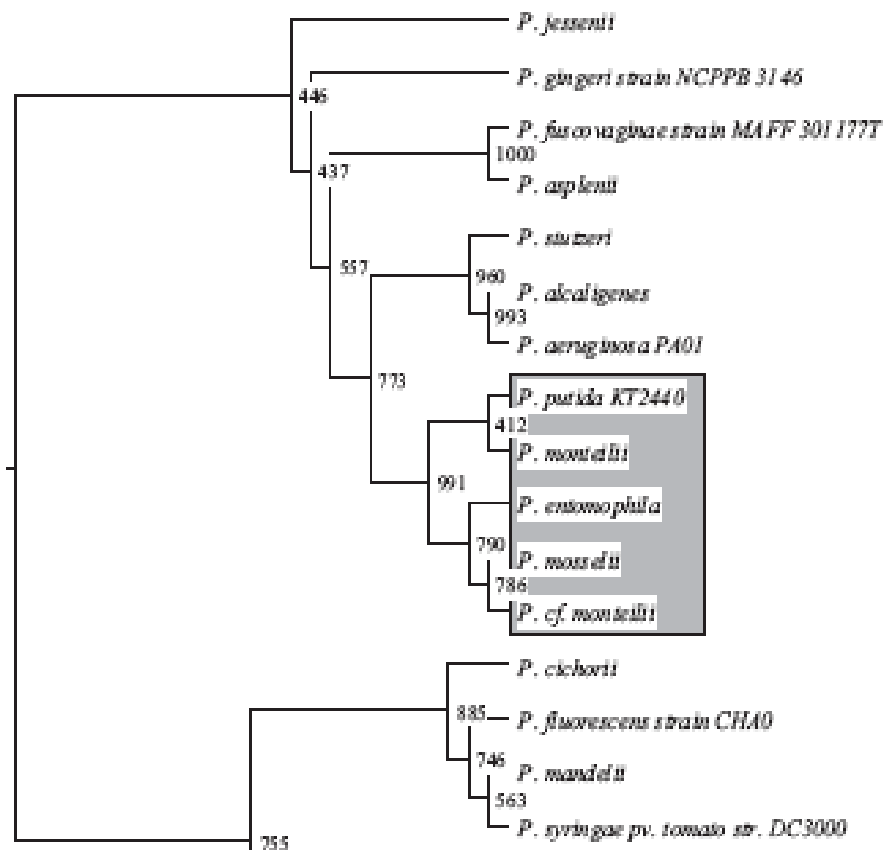 P. jessenii
P. gingeri strain NCPPB 3146
446
P. fuscovaginae strain MAFF 301177T
1000
437
P. asplenii
P. stutzeri
557
960
P. alcaligenes
993
P. aeruginosa PA01
773
P. putida KT2440
412
P. monteilii
991
P. entomophila
790
P. mosselii
786
P. cf. monteilii
P. cichorii
885
P. fluorescens strain CHA0
746
P. mandelii
563
P. syringae pv. tomato str. DC3000
755